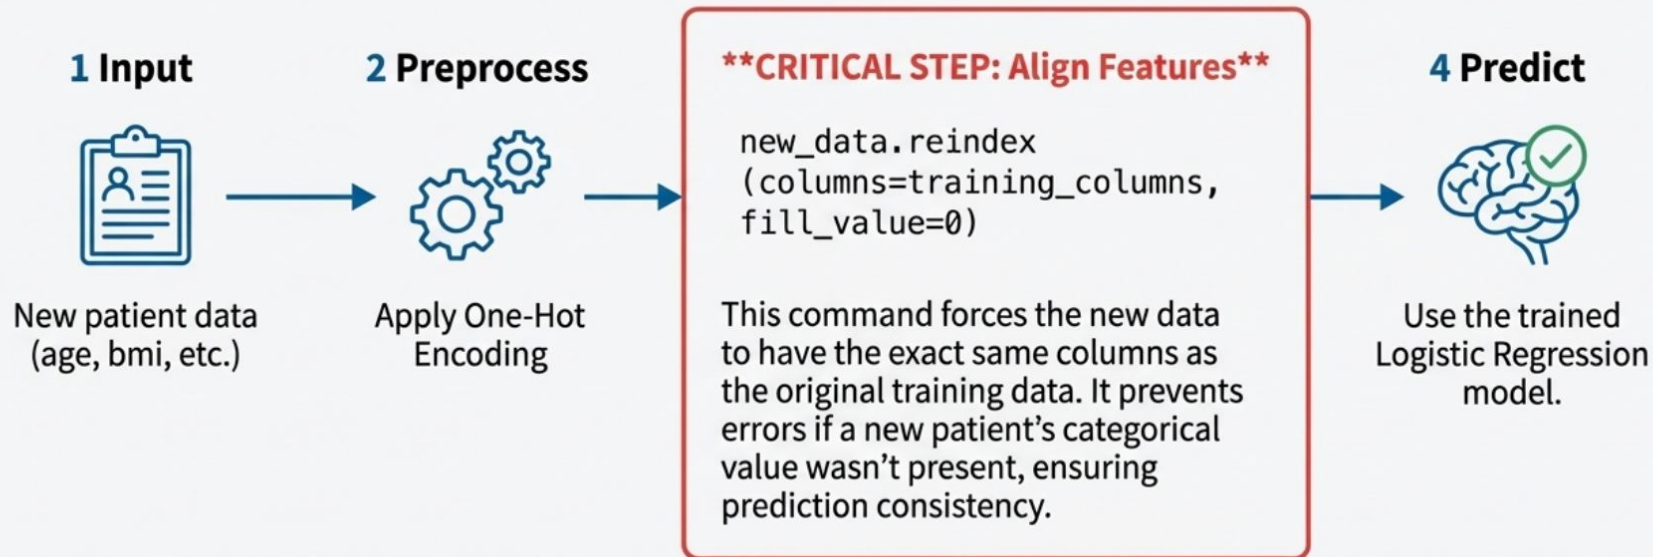 1 Input
New patient data
(age, bmi, etc.)
2 Preprocess
Apply One-Hot
Encoding
**CRITICAL STEP: Align Features**
new_data.reindex
(columns=training_columns,
fill_value=0)
This command forces the new data
to have the exact same columns as
the original training data. It prevents
errors if a new patient’s categorical
value wasn’t present, ensuring
prediction consistency.
4 Predict
Use the trained
Logistic Regression
model.